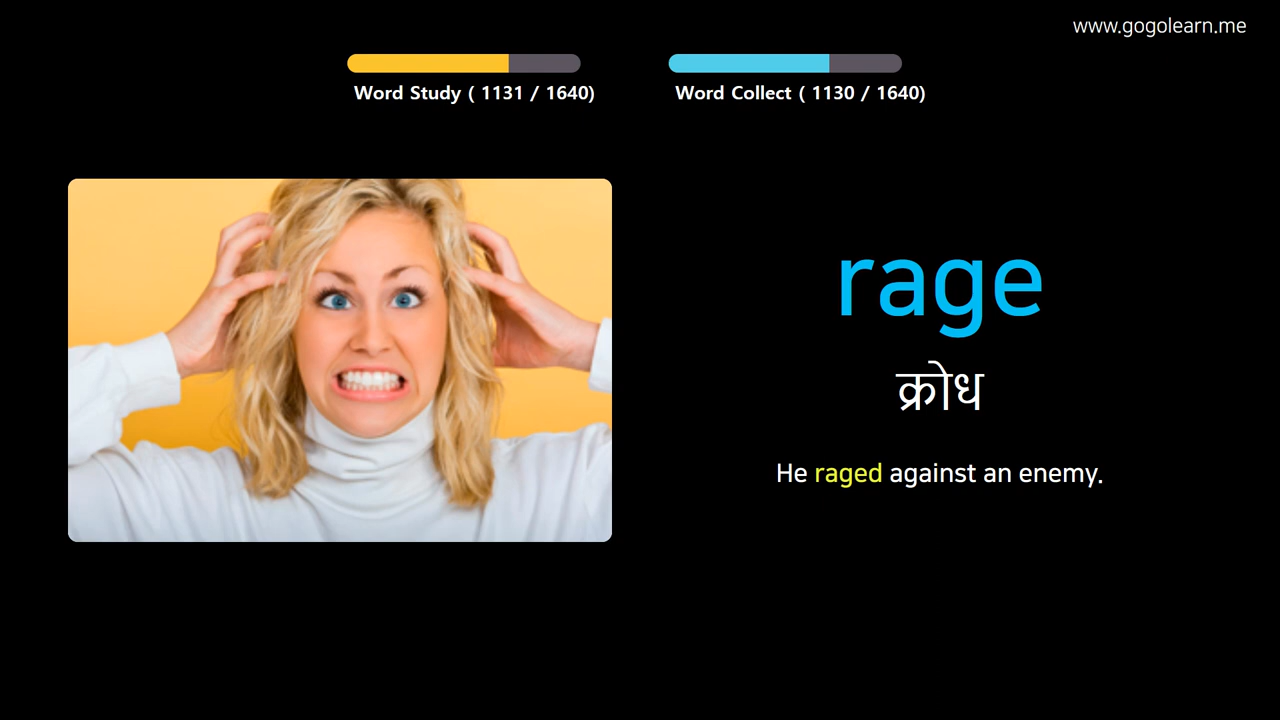 www.gogolearn.me
Word Study ( 1131 / 1640)
Word Collect ( 1130 / 1640)
rage
क्रोध
He raged against an enemy.